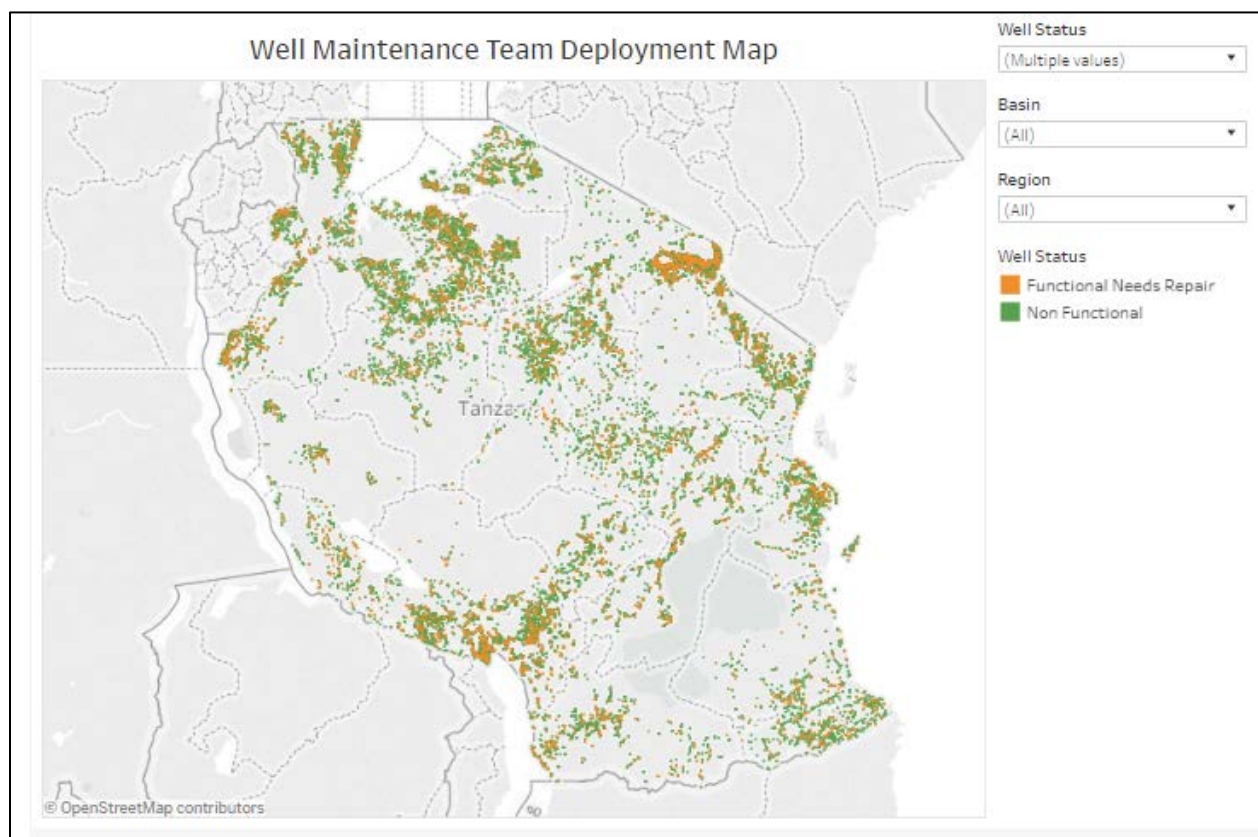 Well Maintenance Team Deployment Map
Well Status
(Multiple values)
Basin
(All)
Region
(All)
Well Status
Functional Needs Repair
Non Functional
Tanzan
© OpenStreetMap contributors